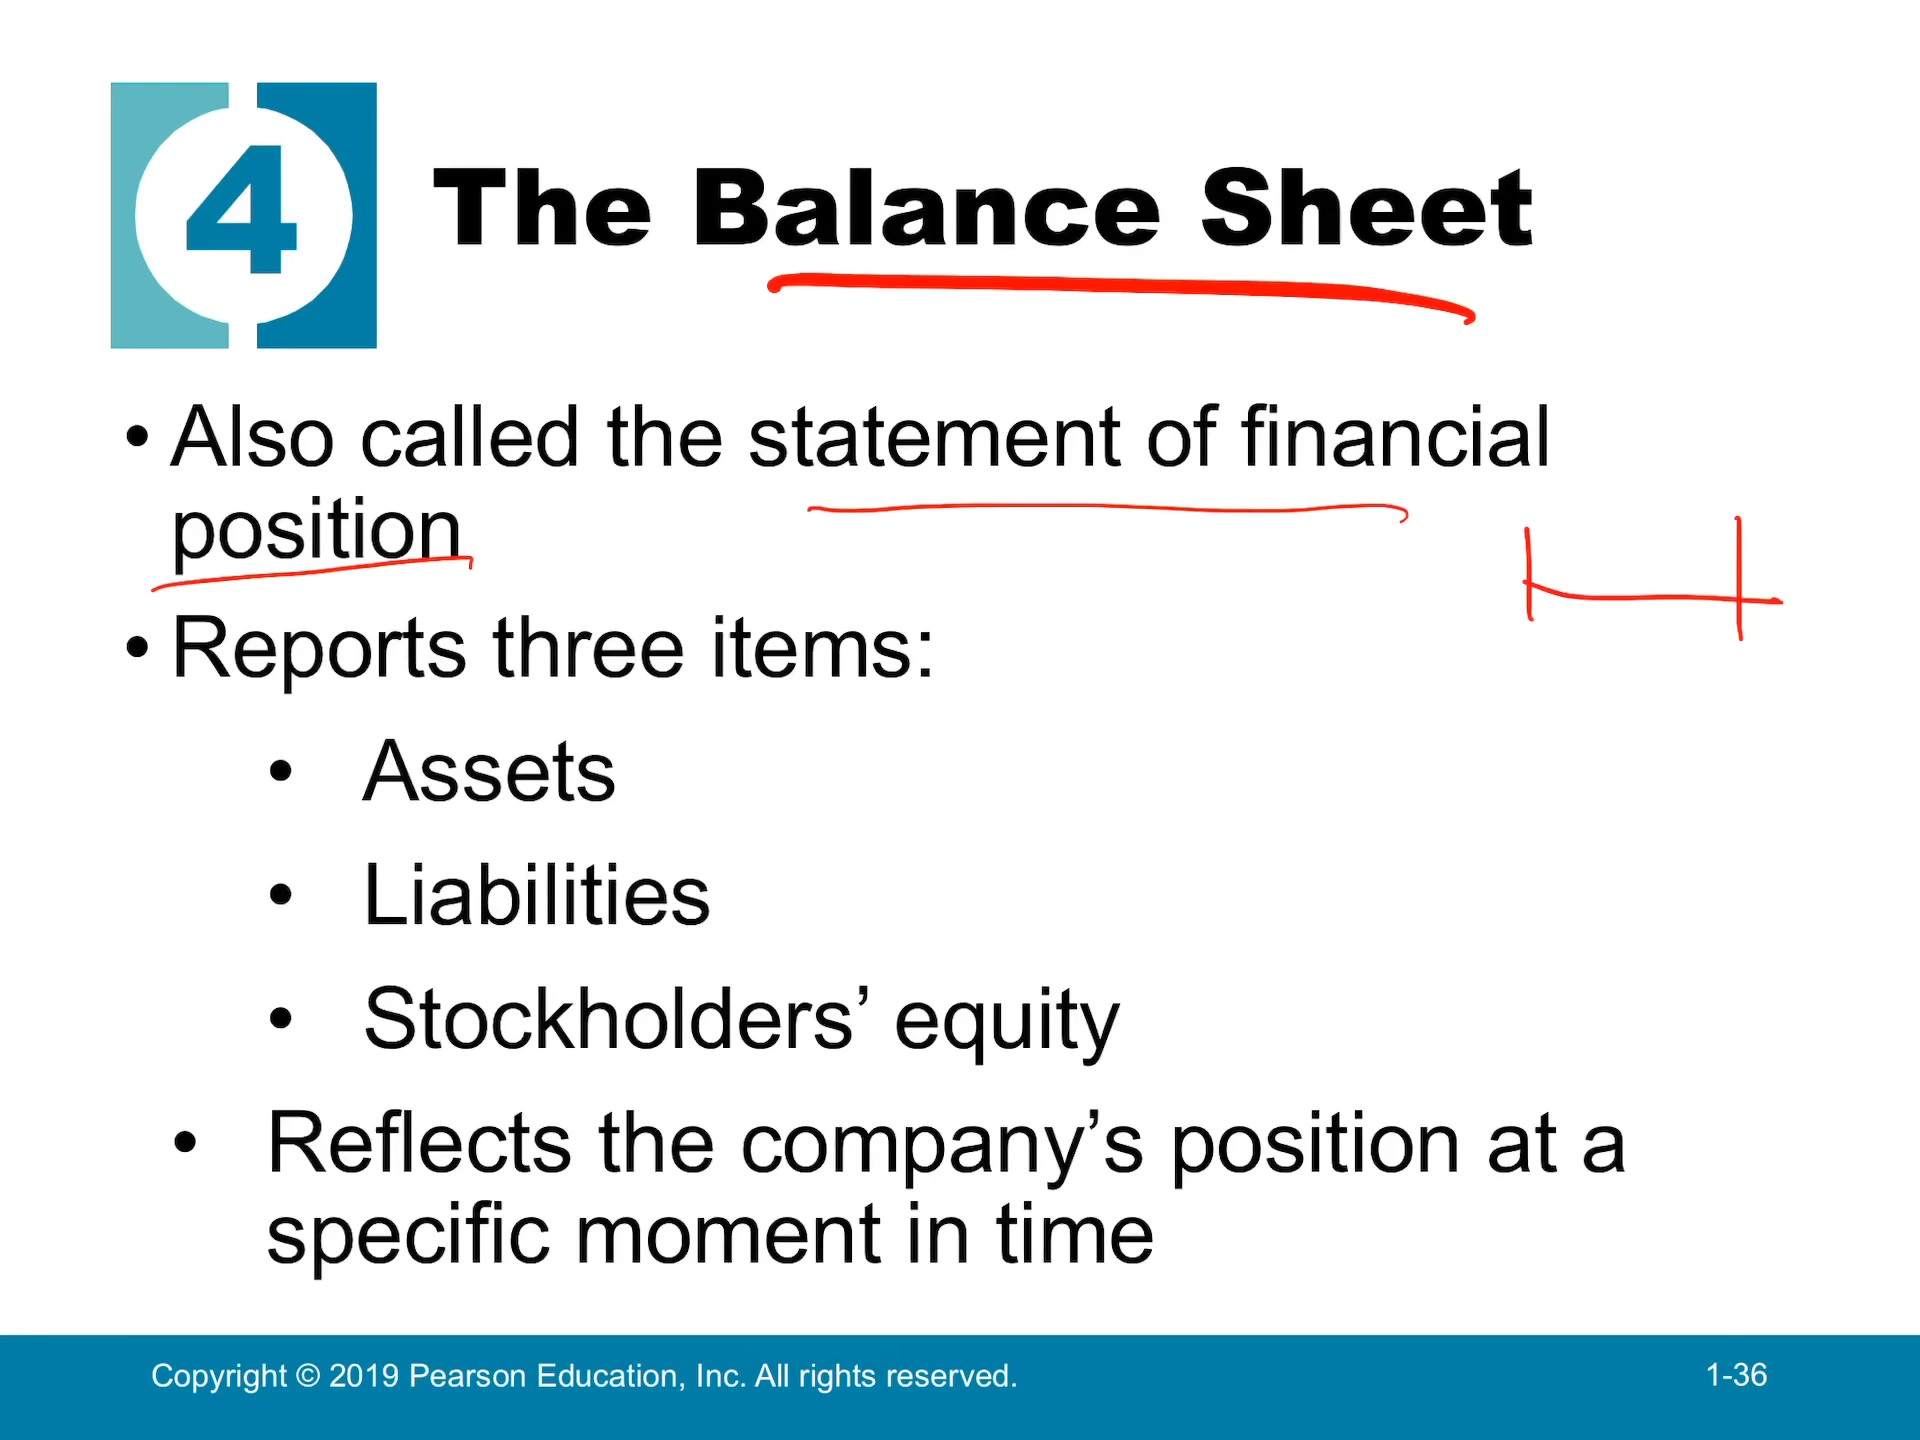 4
The Balance Sheet
• Also called the statement of financial
position
• Reports three items:
• Assets
• Liabilities
• Stockholders’ equity
• Reflects the company’s position at a
specific moment in time
Copyright © 2019 Pearson Education, Inc. All rights reserved.
1-36